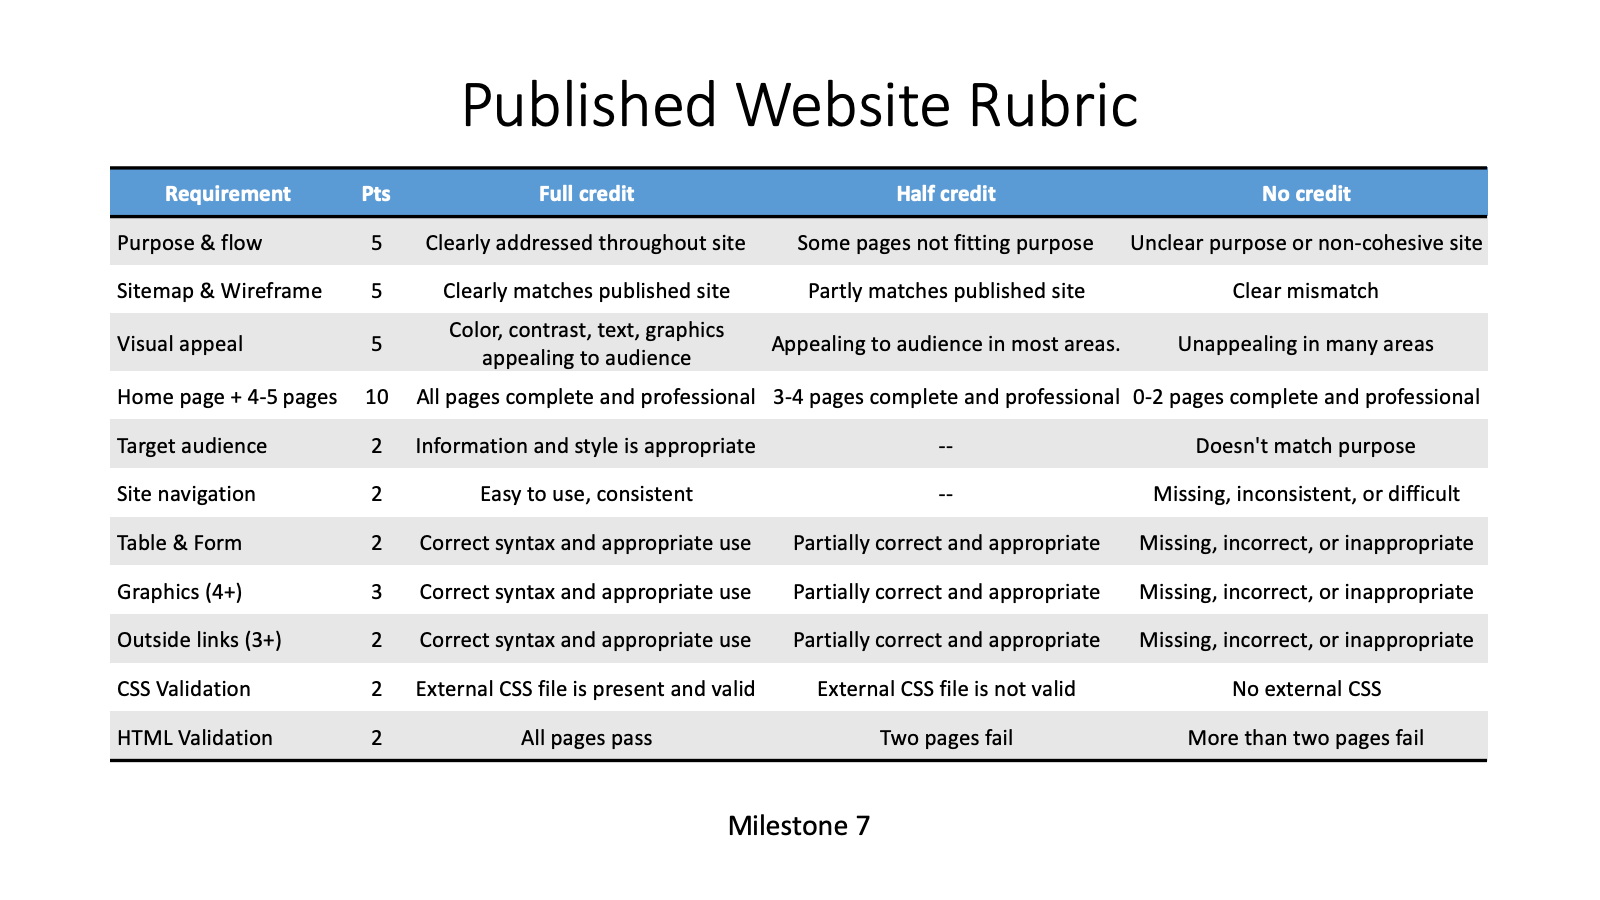 Published Website Rubric
Requirement Pts Full credit Half credit No credit
Purpose & flow 5 Clearly addressed throughout site Some pages not fitting purpose Unclear purpose or non-cohesive site
Sitemap & Wireframe 5 Clearly matches published site Partly matches published site Clear mismatch
Visual appeal 5 Color, contrast, text, graphics appealing to audience Appealing to audience in most areas. Unappealing in many areas
Home page + 4-5 pages 10 All pages complete and professional 3-4 pages complete and professional 0-2 pages complete and professional
Target audience 2 Information and style is appropriate -- Doesn't match purpose
Site navigation 2 Easy to use, consistent -- Missing, inconsistent, or difficult
Table & Form 2 Correct syntax and appropriate use Partially correct and appropriate Missing, incorrect, or inappropriate
Graphics (4+) 3 Correct syntax and appropriate use Partially correct and appropriate Missing, incorrect, or inappropriate
Outside links (3+) 2 Correct syntax and appropriate use Partially correct and appropriate Missing, incorrect, or inappropriate
CSS Validation 2 External CSS file is present and valid External CSS file is not valid No external CSS
HTML Validation 2 All pages pass Two pages fail More than two pages fail
Milestone 7